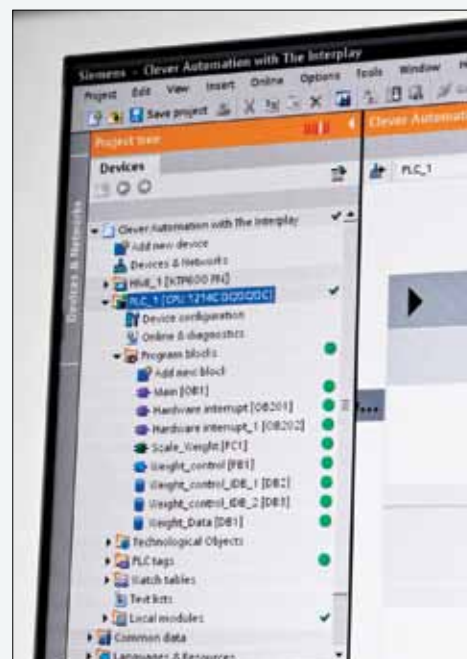 Siemens - Clever Automation with The Interplay
Project Edit View Insert Online Options Tools Window
Save project
Project tree
Clever Automati
Devices
PLC_1
Devices & Networks
Clever Automation with The Interplay
Add new device
Devices & Networks
HMI_1 [KTP600 PN]
PLC_1 [CPU 1214C DC/DC/DC]
Device configuration
Online & diagnostics
Program blocks
Add new block
Main [OB1]
Hardware interrupt [OB201]
Hardware interrupt_1 [OB202]
Scale_Weight [FC1]
Weight_control [FB1]
Weight_control_IDB_1 [DB2]
Weight_control_IDB_2 [DB3]
Weight_Data [DB1]
Technological Objects
PLC tags
Watch tables
Text lists
Local modules
Common data
Languages & Resources